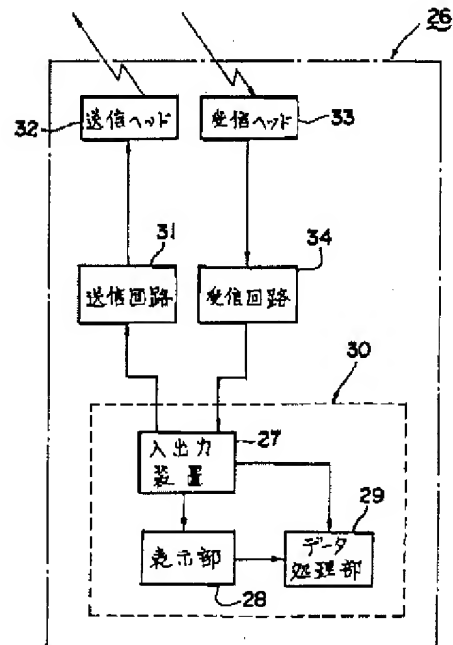 26
32
送信ヘッド
受信ヘッド
33
31
34
送信回路
受信回路
30
入出力
装置
27
29
表示部
データ
処理部
28